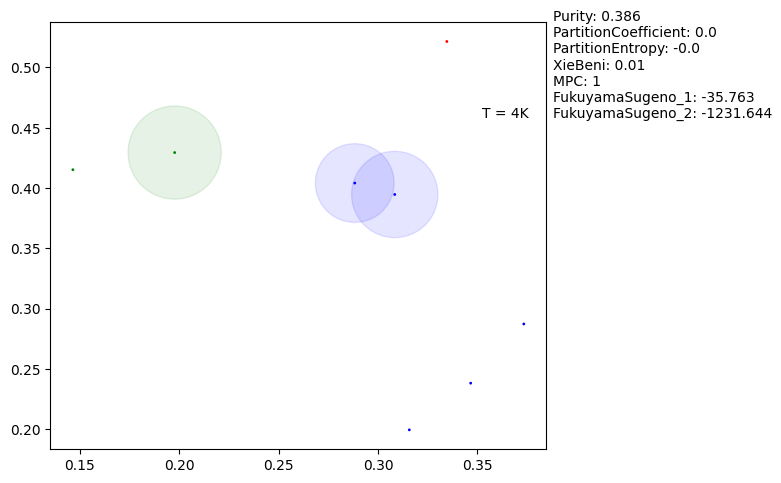 Purity: 0.386
PartitionCoefficient: 0.0
PartitionEntropy: -0.0
XieBeni: 0.01
MPC: 1
FukuyamaSugeno_1: -35.763
FukuyamaSugeno_2: -1231.644
T = 4K
0.50
0.45
0.40
0.35
0.30
0.25
0.20
0.15 0.20 0.25 0.30 0.35